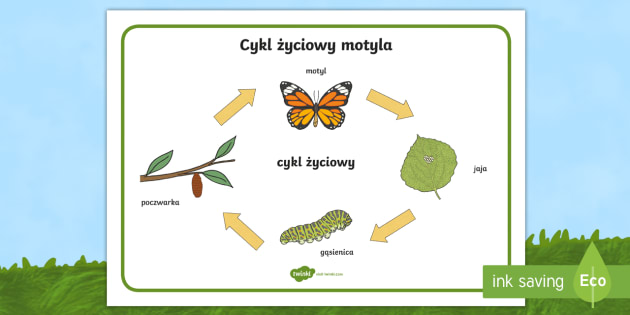 Cykl życiowy motyla
motyl
cykl życiowy
jaja
poczwarka
gąsienica
twinkl
ink saving
Eco